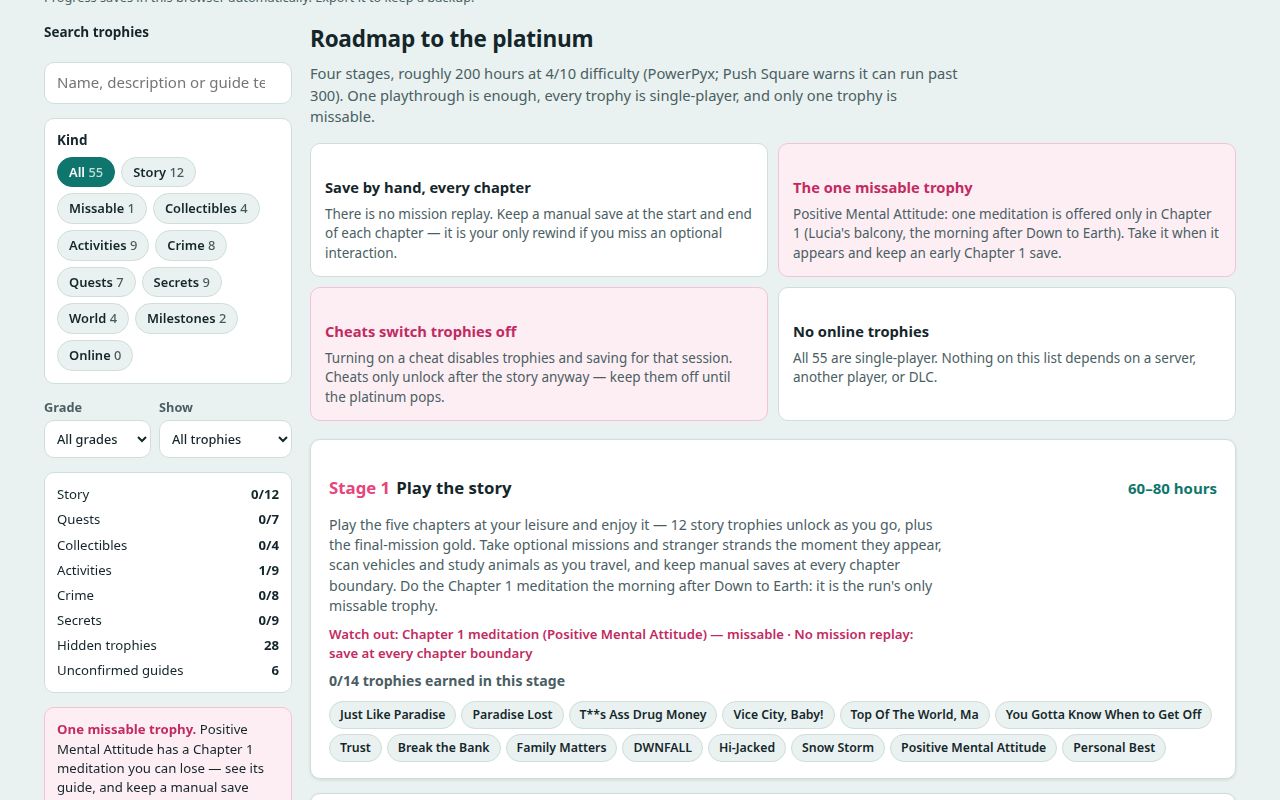 Progress saves in this browser automatically. Export it to keep a backup.
Search trophies
Name, description or guide te
Kind
All 55
Story 12
Missable 1
Collectibles 4
Activities 9
Crime 8
Quests 7
Secrets 9
World 4
Milestones 2
Online 0
Grade
Show
All grades
All trophies
Story 0/12
Quests 0/7
Collectibles 0/4
Activities 1/9
Crime 0/8
Secrets 0/9
Hidden trophies 28
Unconfirmed guides 6
One missable trophy. Positive
Mental Attitude has a Chapter 1
meditation you can lose — see its
guide, and keep a manual save
Roadmap to the platinum
Four stages, roughly 200 hours at 4/10 difficulty (PowerPyx; Push Square warns it can run past
300). One playthrough is enough, every trophy is single-player, and only one trophy is
missable.
Save by hand, every chapter
There is no mission replay. Keep a manual save at the start and end
of each chapter — it is your only rewind if you miss an optional
interaction.
The one missable trophy
Positive Mental Attitude: one meditation is offered only in Chapter
1 (Lucia's balcony, the morning after Down to Earth). Take it when it
appears and keep an early Chapter 1 save.
Cheats switch trophies off
Turning on a cheat disables trophies and saving for that session.
Cheats only unlock after the story anyway — keep them off until
the platinum pops.
No online trophies
All 55 are single-player. Nothing on this list depends on a server,
another player, or DLC.
Stage 1 Play the story
60–80 hours
Play the five chapters at your leisure and enjoy it — 12 story trophies unlock as you go, plus
the final-mission gold. Take optional missions and stranger strands the moment they appear,
scan vehicles and study animals as you travel, and keep manual saves at every chapter
boundary. Do the Chapter 1 meditation the morning after Down to Earth: it is the run's only
missable trophy.
Watch out: Chapter 1 meditation (Positive Mental Attitude) — missable · No mission replay:
save at every chapter boundary
0/14 trophies earned in this stage
Just Like Paradise
Paradise Lost
T**s Ass Drug Money
Vice City, Baby!
Top Of The World, Ma
You Gotta Know When to Get Off
Trust
Break the Bank
Family Matters
DWNFALL
Hi-Jacked
Snow Storm
Positive Mental Attitude
Personal Best